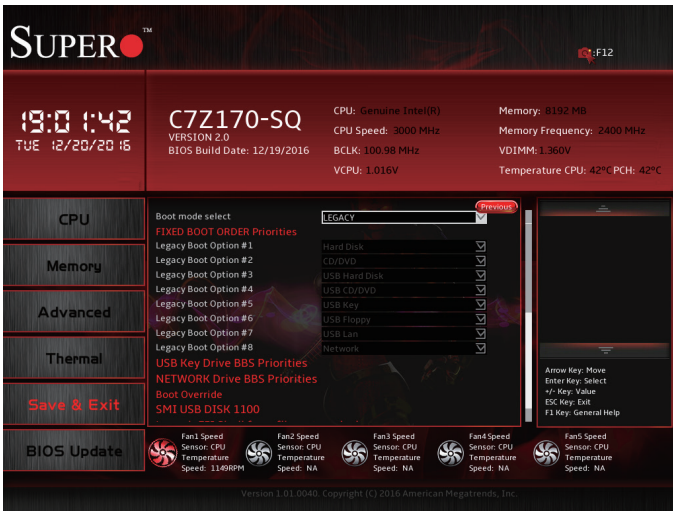 SUPER
TM
:F12
19:01:42
TUE 12/20/2016
C7Z170-SQ
VERSION 2.0
BIOS Build Date: 12/19/2016
CPU: Genuine Intel(R)
CPU Speed: 3000 MHz
BCLK: 100.98 MHz
VCPU: 1.016V
Memory: 8192 MB
Memory Frequency: 2400 MHz
VDIMM: 1.360V
Temperature CPU: 42°C PCH: 42°C
CPU
Memory
Advanced
Thermal
Save & Exit
BIOS Update
Previous
Boot mode select LEGACY
FIXED BOOT ORDER Priorities
Legacy Boot Option #1 Hard Disk
Legacy Boot Option #2 CD/DVD
Legacy Boot Option #3 USB Hard Disk
Legacy Boot Option #4 USB CD/DVD
Legacy Boot Option #5 USB Key
Legacy Boot Option #6 USB Floppy
Legacy Boot Option #7 USB Lan
Legacy Boot Option #8 Network
USB Key Drive BBS Priorities
NETWORK Drive BBS Priorities
Boot Override
SMI USB DISK 1100
Arrow Key: Move
Enter Key: Select
+/- Key: Value
ESC Key: Exit
F1 Key: General Help
Fan1 Speed
Sensor: CPU
Temperature
Speed: 1149RPM
Fan2 Speed
Sensor: CPU
Temperature
Speed: NA
Fan3 Speed
Sensor: CPU
Temperature
Speed: NA
Fan4 Speed
Sensor: CPU
Temperature
Speed: NA
Fan5 Speed
Sensor: CPU
Temperature
Speed: NA
Version 1.01.0040. Copyright (C) 2016 American Megatrends, Inc.